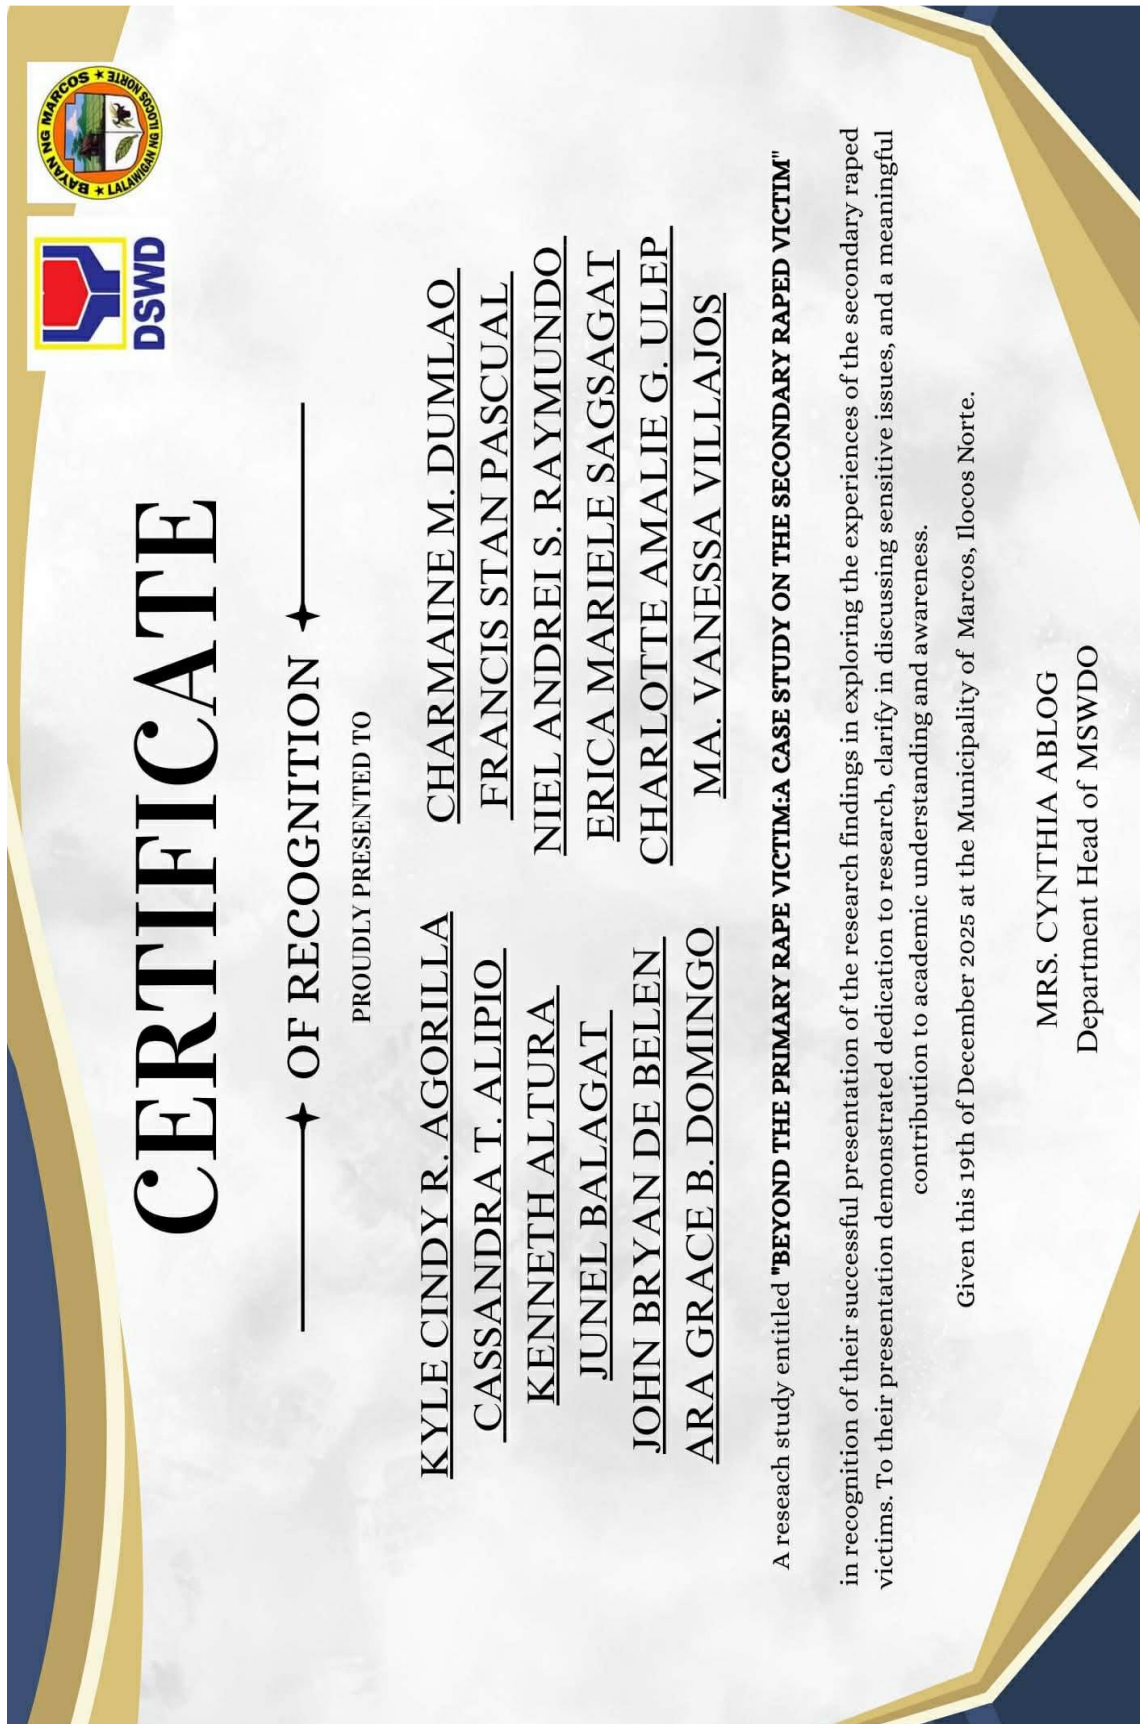 BAYAN NG MARCOS
LALAWIGAN NG ILOCOS NORTE
DSWD
CERTIFICATE
OF RECOGNITION
PROUDLY PRESENTED TO
KYLE CINDY R. AGORILLA
CASSANDRA T. ALIPIO
KENNETH ALTURA
JUNEL BALAGAT
JOHN BRYAN DE BELEN
ARA GRACE B. DOMINGO
CHARMAINE M. DUMLAO
FRANCIS STAN PASCUAL
NIEL ANDREI S. RAYMUNDO
ERICA MARIELE SAGSAGAT
CHARLOTTE AMALIE G. ULEP
MA. VANESSA VILLAJOS
A reseach study entitled "BEYOND THE PRIMARY RAPE VICTIM:A CASE STUDY ON THE SECONDARY RAPED VICTIM"
in recognition of their successful presentation of the research findings in exploring the experiences of the secondary raped
victims. To their presentation demonstrated dedication to research, clarify in discussing sensitive issues, and a meaningful
contribution to academic understanding and awareness.
Given this 19th of December 2025 at the Municipality of Marcos, Ilocos Norte.
MRS. CYNTHIA ABLOG
Department Head of MSWDO